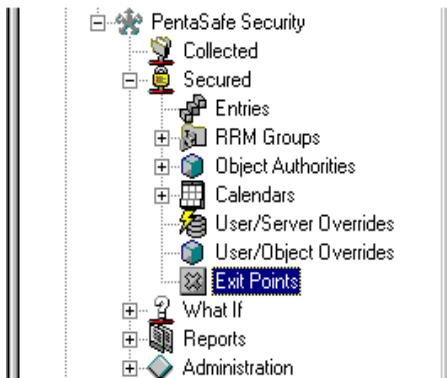 PentaSafe Security
Collected
Secured
Entries
RRM Groups
Object Authorities
Calendars
User/Server Overrides
User/Object Overrides
Exit Points
What If
Reports
Administration